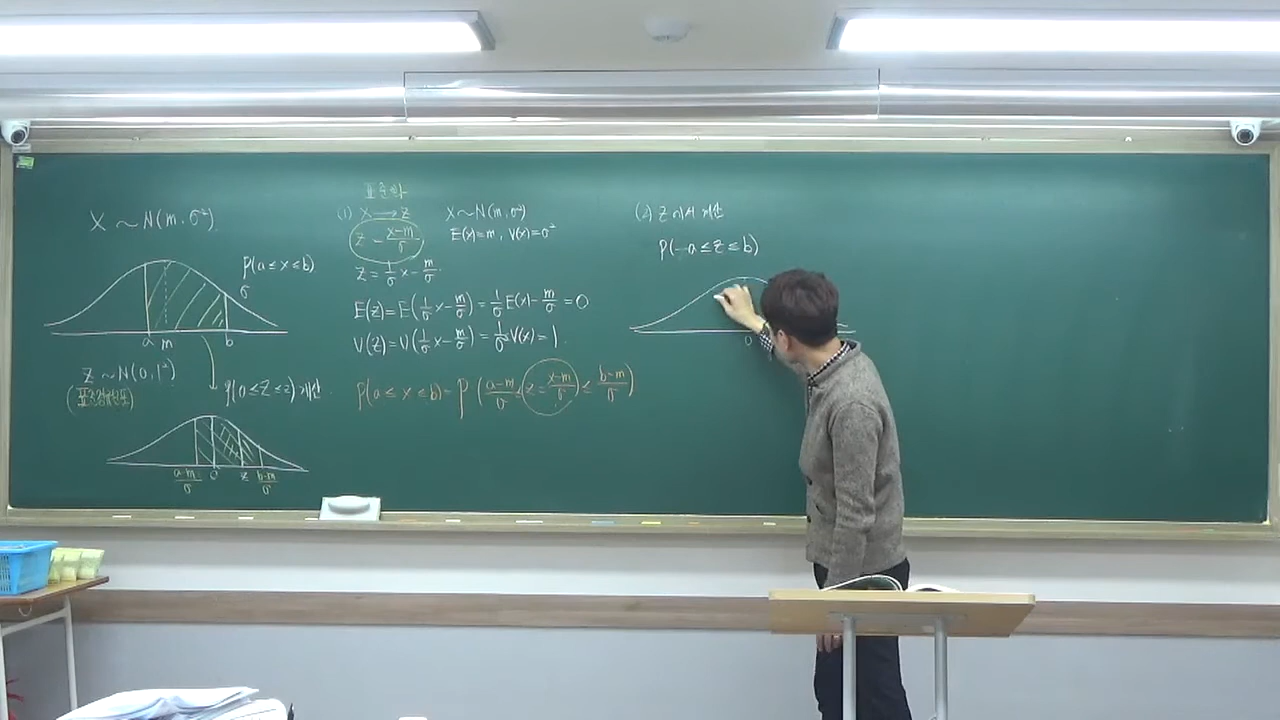 X ~ N(m, σ²)
P(a ≤ x ≤ b)
σ
a m b
Z ~ N(0, 1²)
(표준정규분포)
P(0 ≤ Z ≤ z) 계산
(a-m)/σ 0 z (b-m)/σ
표준화
(1) X → Z
Z = (x-m)/σ
X ~ N(m, σ²)
E(x)=m, V(x)=σ²
Z = 1/σ x - m/σ
E(Z) = E(1/σ x - m/σ) = 1/σ E(x) - m/σ = 0
V(Z) = V(1/σ x - m/σ) = 1/σ² V(x) = 1
P(a ≤ x ≤ b) = P((a-m)/σ ≤ z = (x-m)/σ ≤ (b-m)/σ)
(2) Z에서 계산
P(-a ≤ z ≤ b)
0